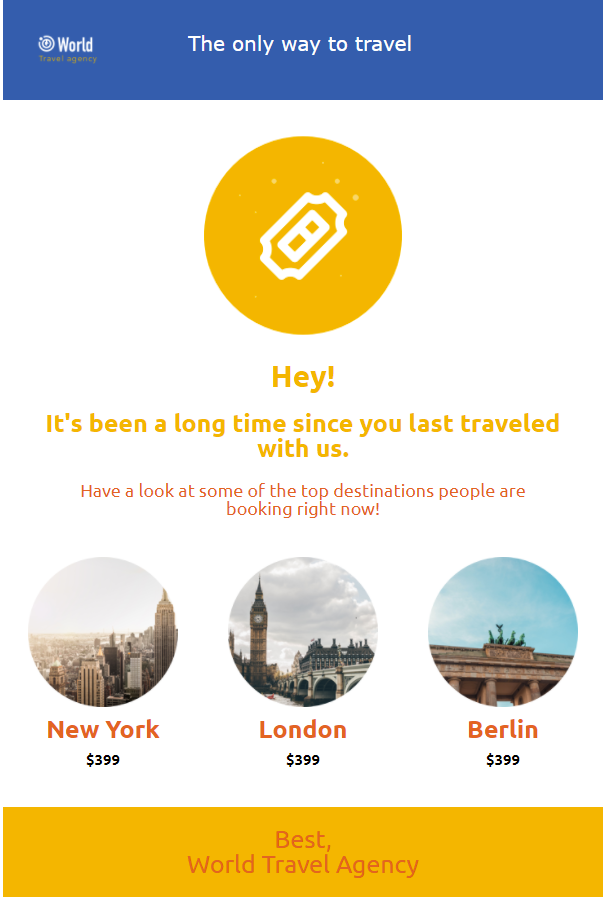 World
Travel agency
The only way to travel
Hey!
It's been a long time since you last traveled
with us.
Have a look at some of the top destinations people are
booking right now!
New York
London
Berlin
$399
$399
$399
Best,
World Travel Agency